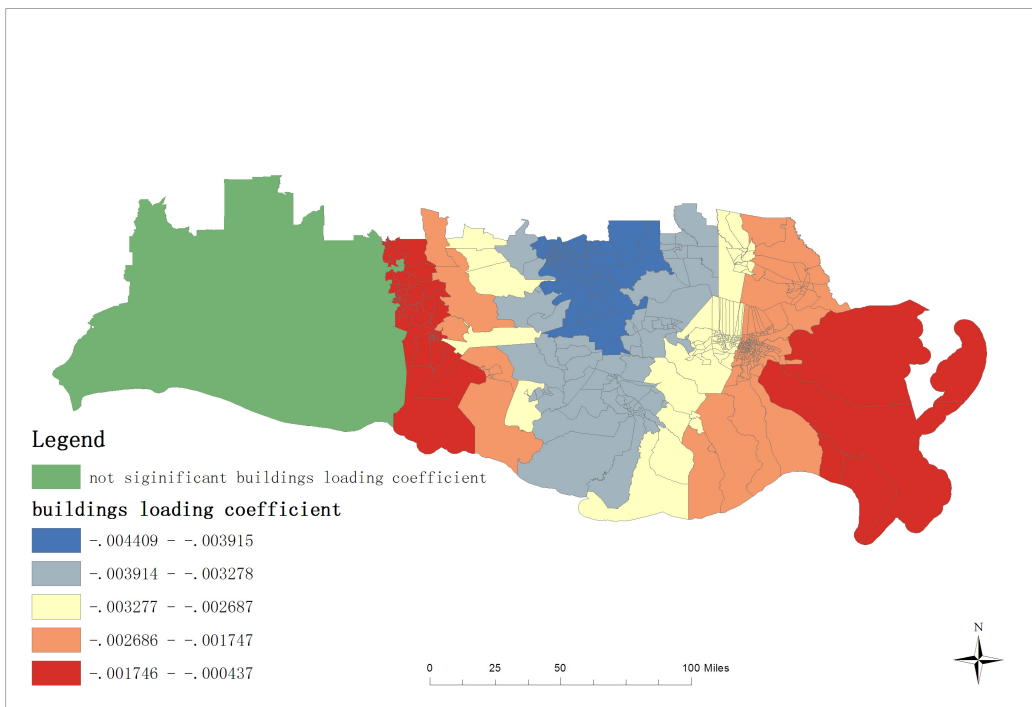 Legend
not siginificant buildings loading coefficient
buildings loading coefficient
-.004409 - -.003915
-.003914 - -.003278
-.003277 - -.002687
-.002686 - -.001747
-.001746 - -.000437
0 25 50 100 Miles
N